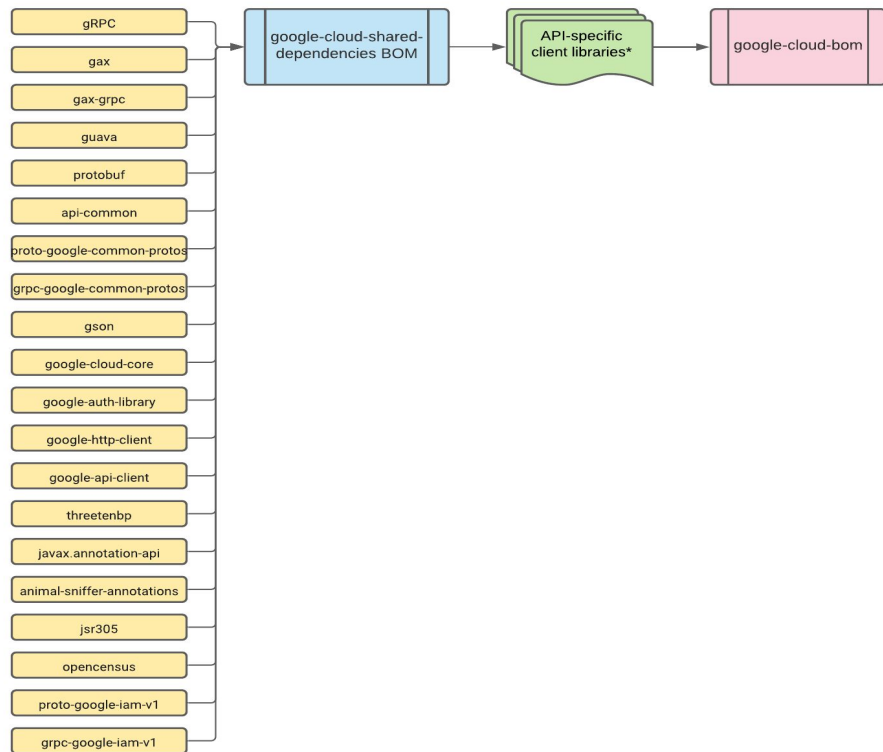 gRPC
gax
gax-grpc
guava
protobuf
api-common
proto-google-common-protos
grpc-google-common-protos
gson
google-cloud-core
google-auth-library
google-http-client
google-api-client
threetenbp
javax.annotation-api
animal-sniffer-annotations
jsr305
opencensus
proto-google-iam-v1
grpc-google-iam-v1
google-cloud-shared-
dependencies BOM
API-specific
client libraries*
google-cloud-bom